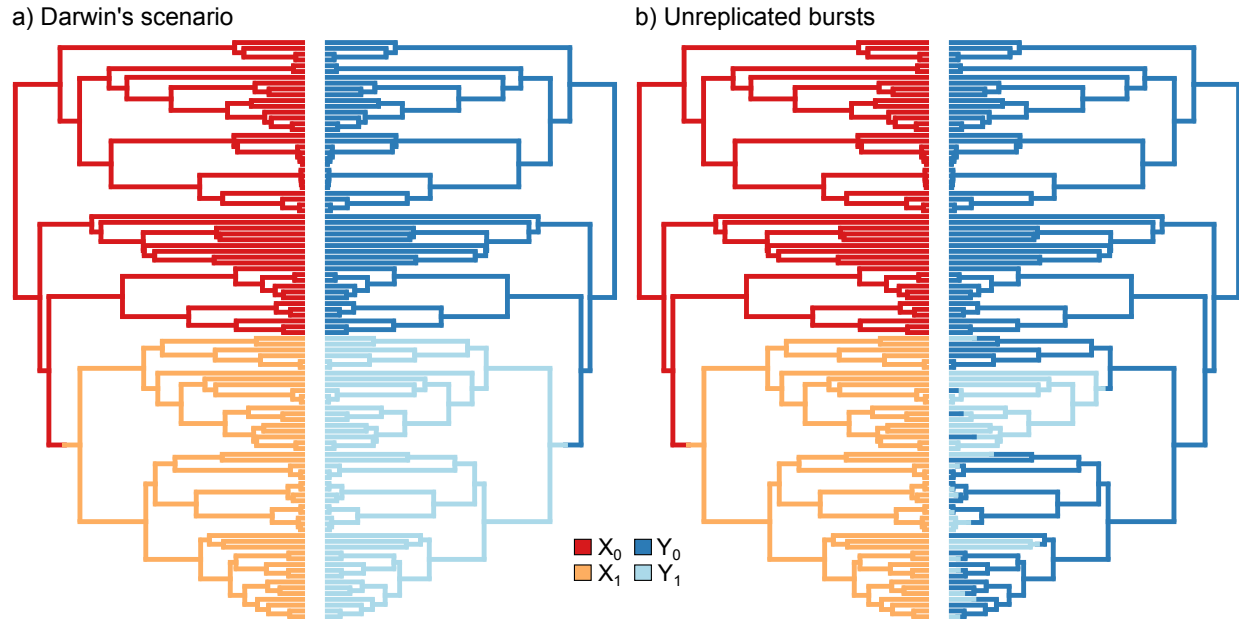 a) Darwin's scenario
b) Unreplicated bursts
X₀ Y₀
X₁ Y₁